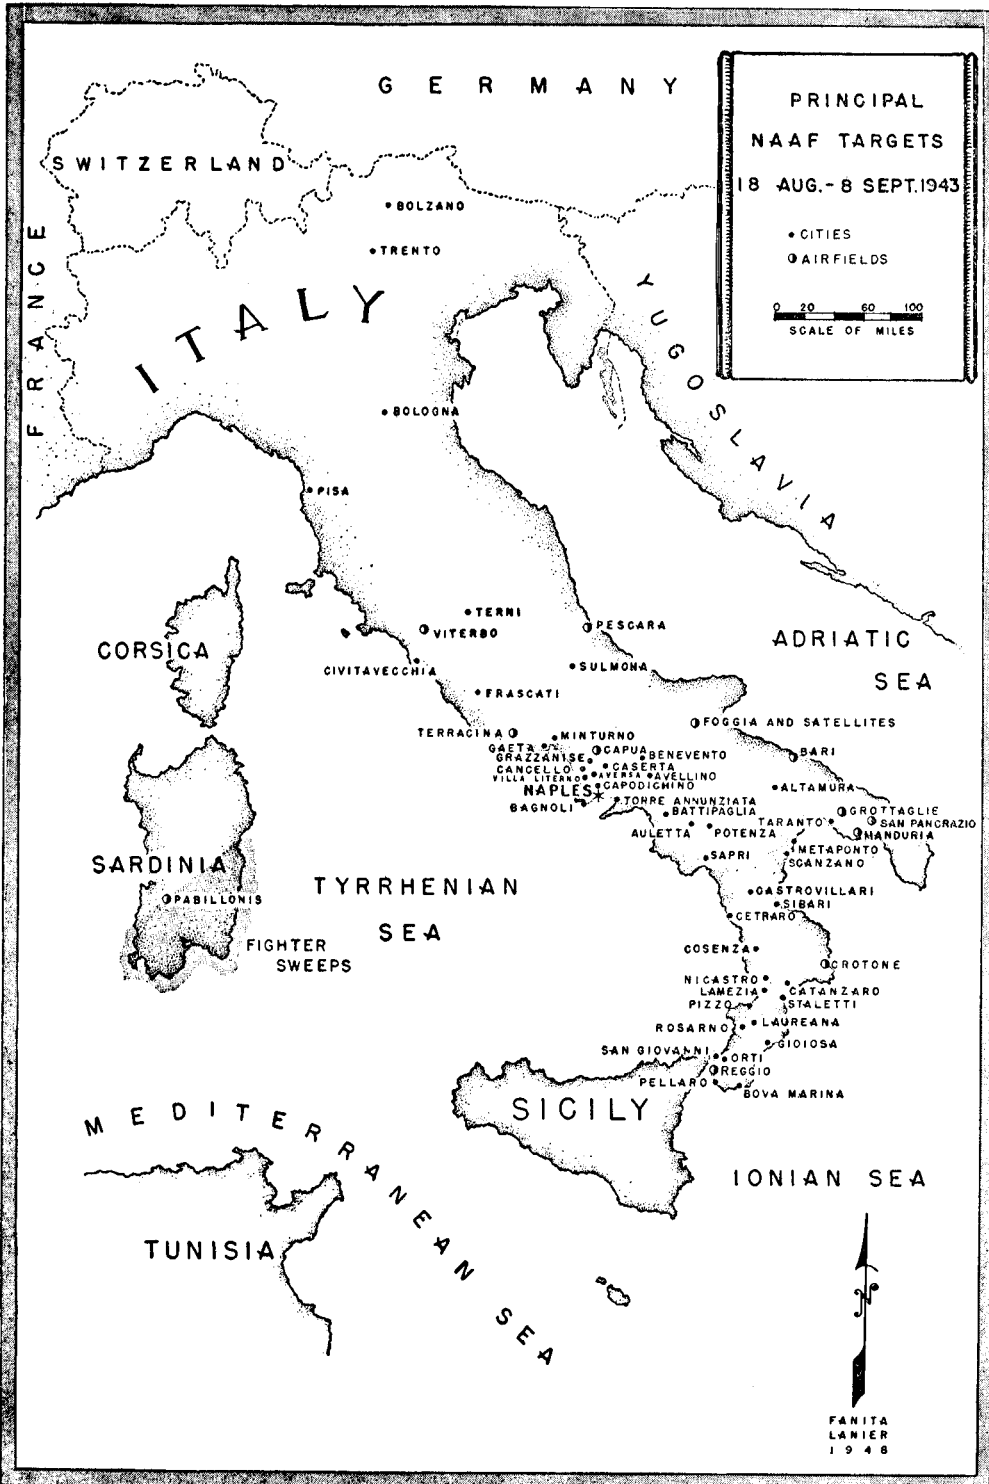 GERMANY
PRINCIPAL
NAAF TARGETS
18 AUG.-8 SEPT.1943
CITIES
AIRFIELDS
0 20 60 100
SCALE OF MILES
SWITZERLAND
FRANCE
BOLZANO
TRENTO
ITALY
YUGOSLAVIA
BOLOGNA
PISA
CORSICA
TERNI
VITERBO
PESCARA
ADRIATIC
SEA
CIVITAVECCHIA
SULMONA
FRASCATI
TERRACINA
MINTURNO
FOGGIA AND SATELLITES
GAETA
CAPUA
BENEVENTO
BARI
GRAZZANISE
CANCELLO
CASERTA
VILLA LITERNO
AVERSA
AVELLINO
NAPLES
CAPODICHINO
ALTAMURA
BAGNOLI
TORRE ANNUNZIATA
BATTIPAGLIA
TARANTO
GROTTAGLIE
SAN PANCRAZIO
MANDURIA
AULETTA
POTENZA
METAPONTO
SCANZANO
SAPRI
SARDINIA
PABILLONIS
TYRRHENIAN
SEA
FIGHTER
SWEEPS
CASTROVILLARI
SIBARI
CETRARO
COSENZA
CROTONE
NICASTRO
LAMEZIA
PIZZO
CATANZARO
STALETTI
ROSARNO
LAUREANA
GIOIOSA
SAN GIOVANNI
ORTI
REGGIO
PELLARO
BOVA MARINA
SICILY
MEDITERRANEAN SEA
IONIAN SEA
TUNISIA
N
FANITA
LANIER
1948